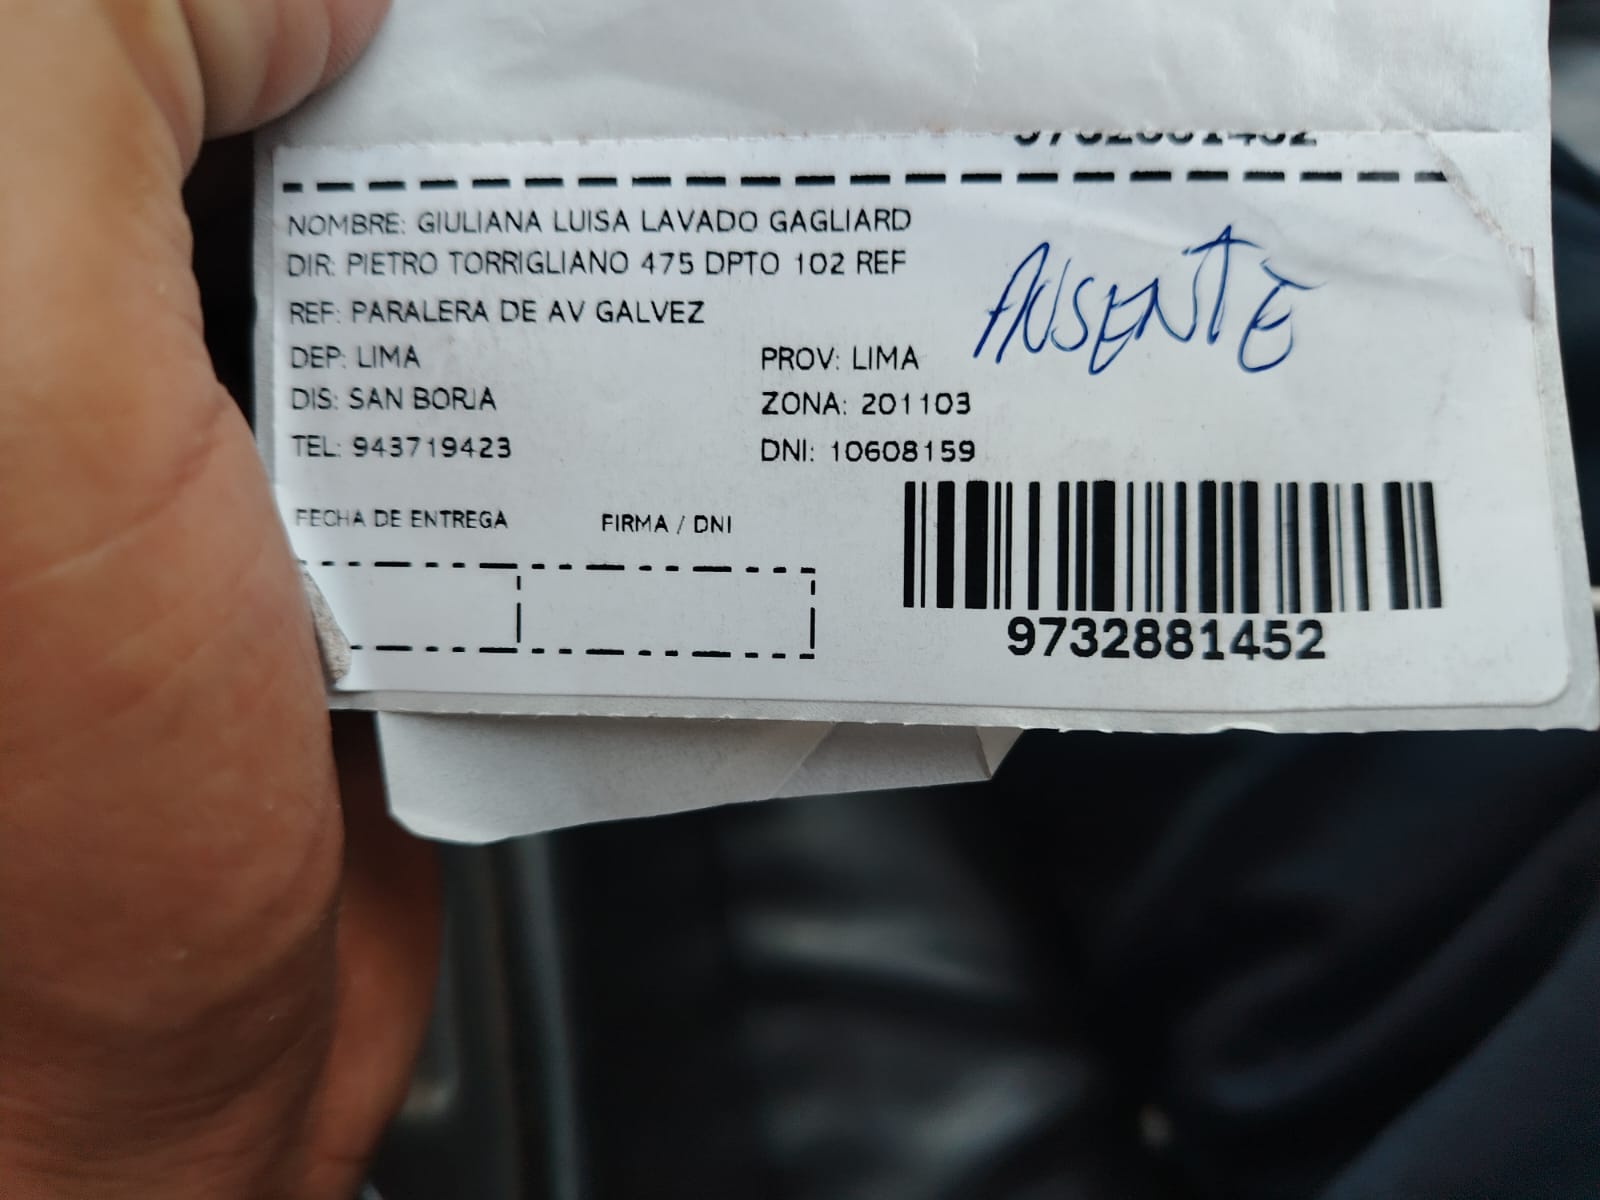 9732881452
NOMBRE: GIULIANA LUISA LAVADO GAGLIARD
DIR: PIETRO TORRIGLIANO 475 DPTO 102 REF
REF: PARALERA DE AV GALVEZ
DEP: LIMA PROV: LIMA
DIS: SAN BORJA ZONA: 201103
TEL: 943719423 DNI: 10608159
AUSENTE
FECHA DE ENTREGA FIRMA / DNI
9732881452